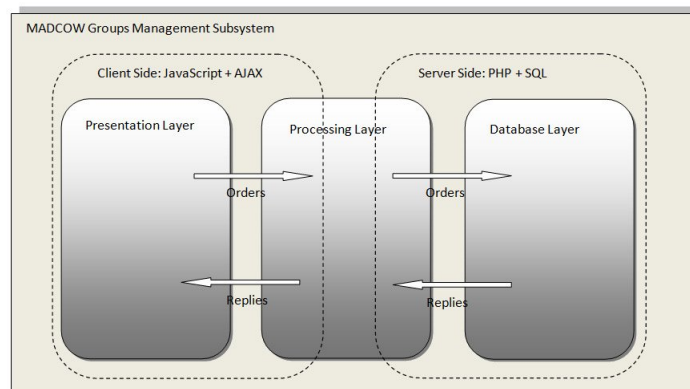 MADCOW Groups Management Subsystem
Client Side: JavaScript + AJAX
Server Side: PHP + SQL
Presentation Layer
Processing Layer
Database Layer
Orders
Orders
Replies
Replies